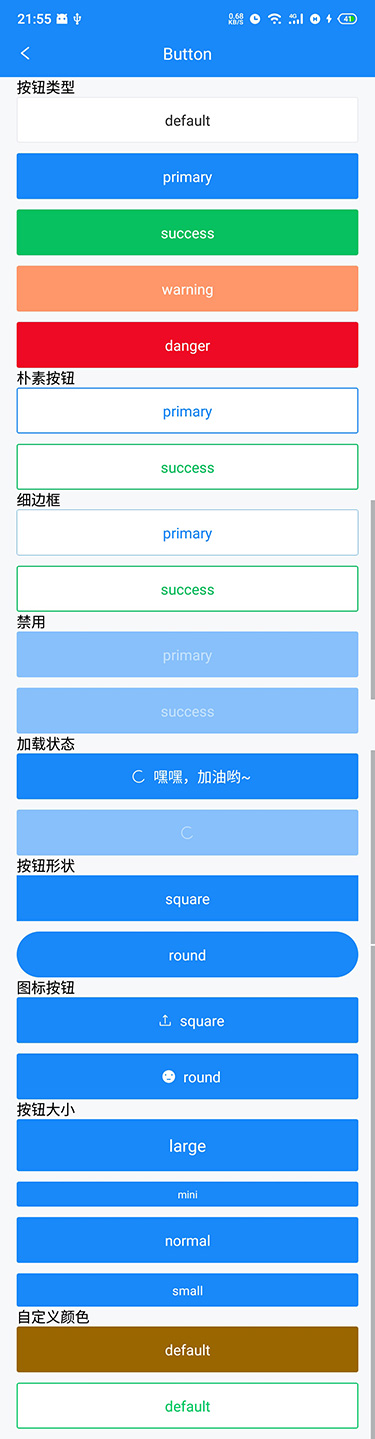 21:55 0.68 KB/S 4G 41
Button
按钮类型
default
primary
success
warning
danger
朴素按钮
primary
success
细边框
primary
success
禁用
primary
success
加载状态
嘿嘿，加油哟~
按钮形状
square
round
图标按钮
square
round
按钮大小
large
mini
normal
small
自定义颜色
default
default